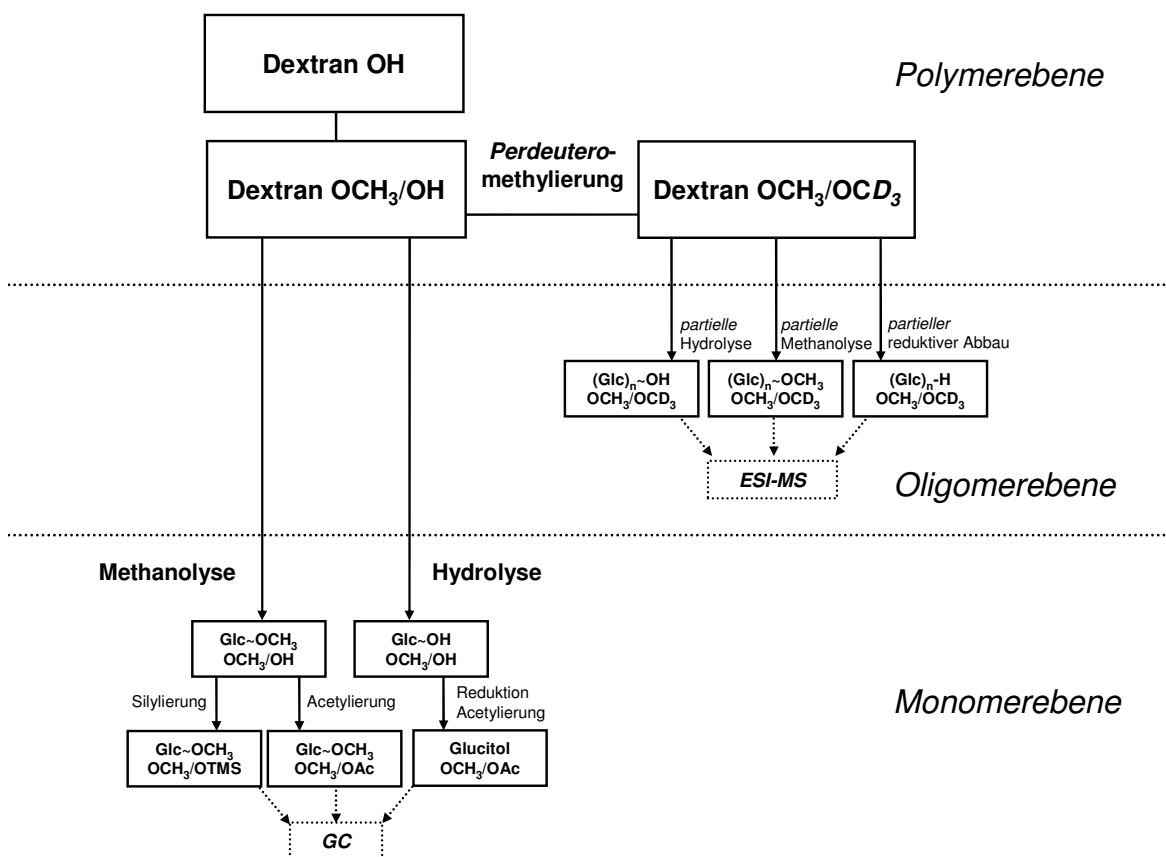 Dextran OH
Polymerebene
Perdeutero-
methylierung
Dextran OCH₃/OH
Dextran OCH₃/OCD₃
partielle
Hydrolyse
partielle
Methanolyse
partieller
reduktiver Abbau
(Glc)ₙ~OH
OCH₃/OCD₃
(Glc)ₙ~OCH₃
OCH₃/OCD₃
(Glc)ₙ-H
OCH₃/OCD₃
ESI-MS
Oligomerebene
Methanolyse
Hydrolyse
Glc~OCH₃
OCH₃/OH
Glc~OH
OCH₃/OH
Silylierung
Acetylierung
Reduktion
Acetylierung
Monomerebene
Glc~OCH₃
OCH₃/OTMS
Glc~OCH₃
OCH₃/OAc
Glucitol
OCH₃/OAc
GC